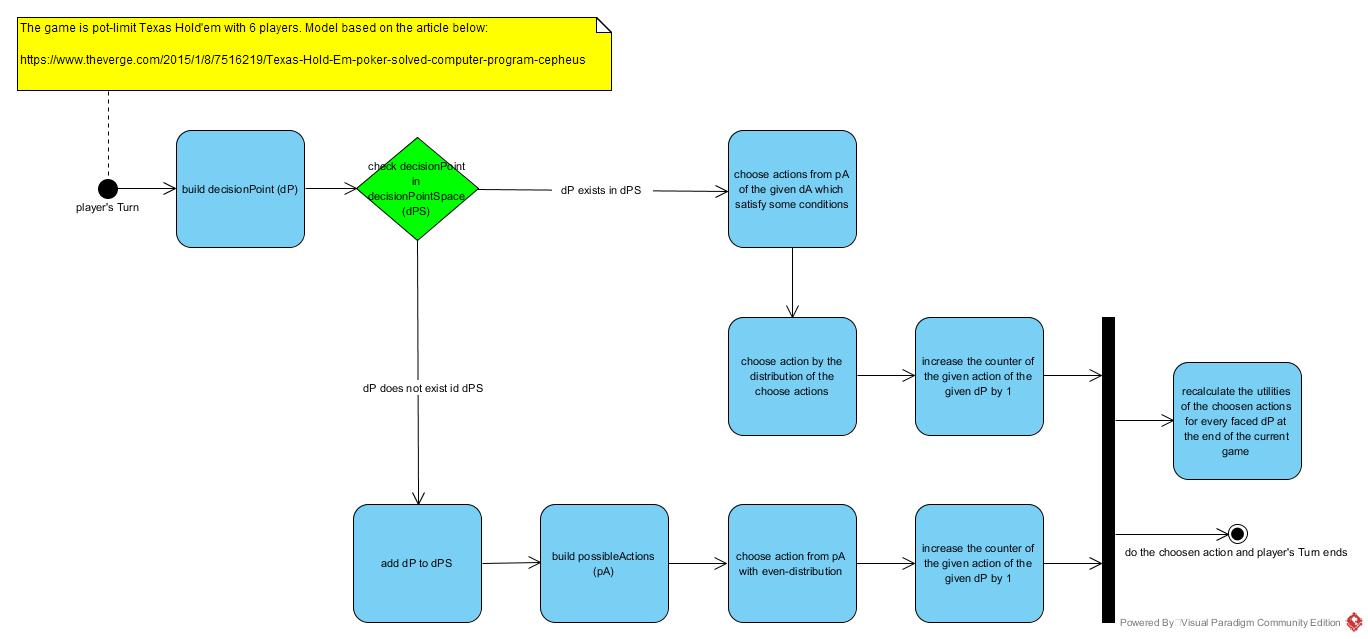 The game is pot-limit Texas Hold'em with 6 players. Model based on the article below:
https://www.theverge.com/2015/1/8/7516219/Texas-Hold-Em-poker-solved-computer-program-cepheus
player's Turn
build decisionPoint (dP)
check decisionPoint
in
decisionPointSpace
(dPS)
dP exists in dPS
choose actions from pA
of the given dA which
satisfy some conditions
choose action by the
distribution of the
choose actions
increase the counter of
the given action of the
given dP by 1
recalculate the utilities
of the choosen actions
for every faced dP at
the end of the current
game
dP does not exist id dPS
add dP to dPS
build possibleActions
(pA)
choose action from pA
with even-distribution
increase the counter of
the given action of the
given dP by 1
do the choosen action and player's Turn ends
Powered By Visual Paradigm Community Edition